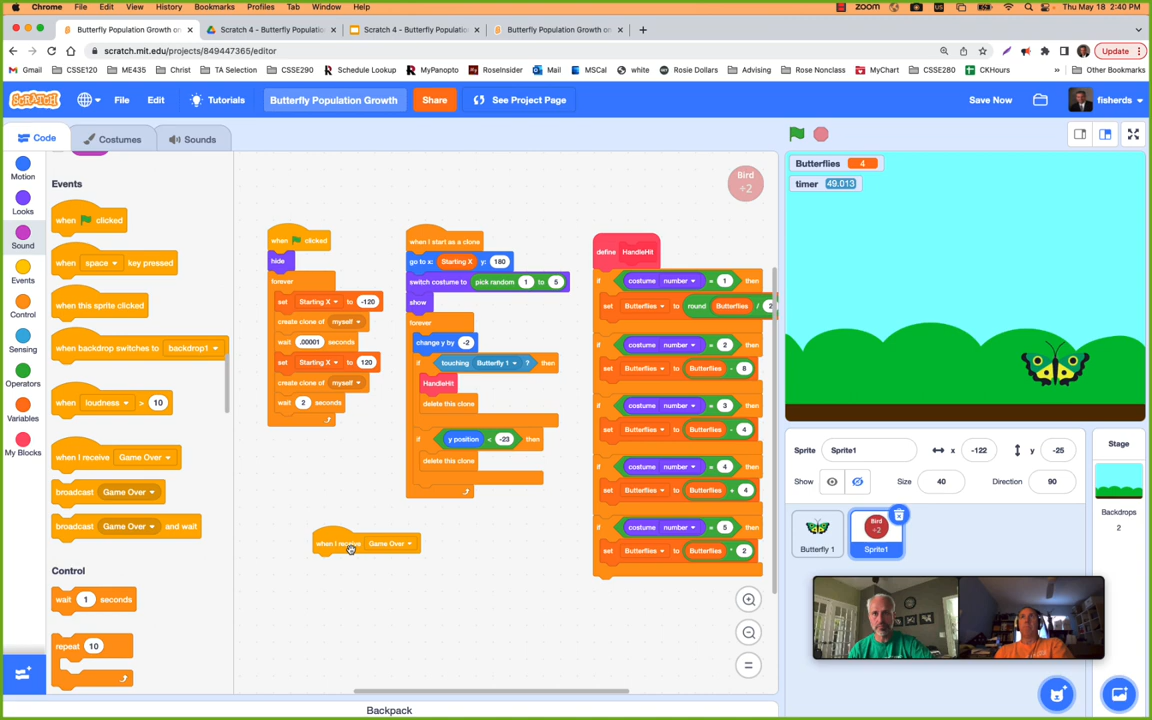 Chrome File Edit View History Bookmarks Profiles Tab Window Help zoom Thu May 18 2:40 PM
Butterfly Population Growth on Scratch 4 - Butterfly Population Scratch 4 - Butterfly Population Butterfly Population Growth on
scratch.mit.edu/projects/849447365/editor Update
Gmail CSSE120 ME435 Christ TA Selection CSSE290 Schedule Lookup MyPanopto RoseInsider Mail MSCal white Rosie Dollars Advising Rose Nonclass MyChart CSSE280 CKHours » Other Bookmarks
SCRATCH File Edit Tutorials Butterfly Population Growth Share See Project Page Save Now fisherds
Code Costumes Sounds
Motion
Looks
Sound
Events
Control
Sensing
Operators
Variables
My Blocks
Events
when clicked
when space key pressed
when this sprite clicked
when backdrop switches to backdrop1
when loudness > 10
when I receive Game Over
broadcast Game Over
broadcast Game Over and wait
Control
wait 1 seconds
repeat 10
when clicked
hide
forever
set Starting X to -120
create clone of myself
wait .00001 seconds
set Starting X to 120
create clone of myself
wait 2 seconds
when I start as a clone
go to x: Starting X y: 180
switch costume to pick random 1 to 5
show
forever
change y by -2
if touching Butterfly 1 ? then
HandleHit
delete this clone
if y position < -23 then
delete this clone
when I receive Game Over
define HandleHit
if costume number = 1 then
set Butterflies to round Butterflies / 2
if costume number = 2 then
set Butterflies to Butterflies - 8
if costume number = 3 then
set Butterflies to Butterflies - 4
if costume number = 4 then
set Butterflies to Butterflies + 4
if costume number = 5 then
set Butterflies to Butterflies * 2
Bird
÷2
Butterflies 4
timer 49.013
Sprite Sprite1 x -122 y -25
Show Size 40 Direction 90
Butterfly 1
Bird
÷2
Sprite1
Stage
Backdrops
2
Backpack